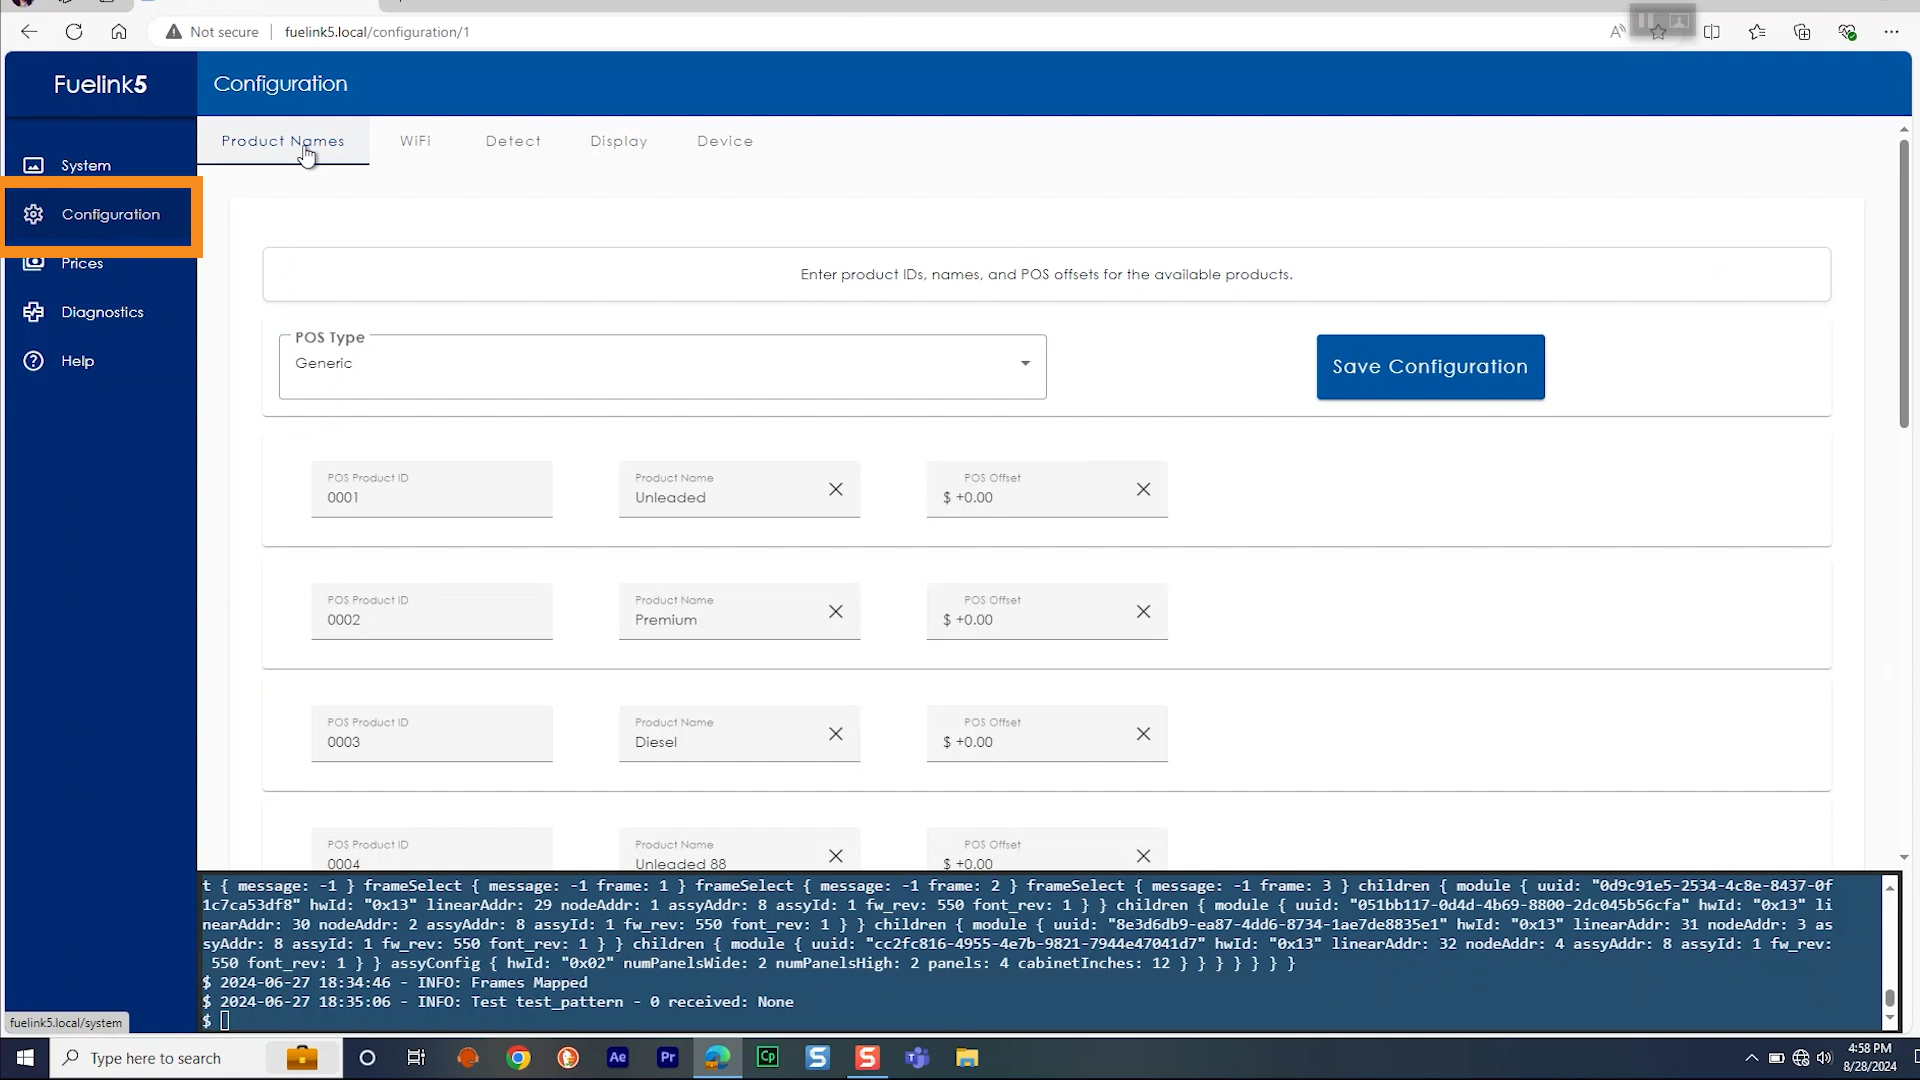 Not secure
fuelink5.local/configuration/1
Fuelink5
Configuration
Product Names
WiFi
Detect
Display
Device
System
Configuration
Prices
Diagnostics
Help
Enter product IDs, names, and POS offsets for the available products.
POS Type
Generic
Save Configuration
POS Product ID
0001
Product Name
Unleaded
POS Offset
$ +0.00
POS Product ID
0002
Product Name
Premium
POS Offset
$ +0.00
POS Product ID
0003
Product Name
Diesel
POS Offset
$ +0.00
POS Product ID
0004
Product Name
Unleaded 88
POS Offset
$ +0.00
t { message: -1 } frameSelect { message: -1 frame: 1 } frameSelect { message: -1 frame: 2 } frameSelect { message: -1 frame: 3 } children { module { uuid: "0d9c91e5-2534-4c8e-8437-0f
1c7ca53df8" hwId: "0x13" linearAddr: 29 nodeAddr: 1 assyAddr: 8 assyId: 1 fw_rev: 550 font_rev: 1 } } children { module { uuid: "051bb117-0d4d-4b69-8800-2dc045b56cfa" hwId: "0x13" li
nearAddr: 30 nodeAddr: 2 assyAddr: 8 assyId: 1 fw_rev: 550 font_rev: 1 } } children { module { uuid: "8e3d6db9-ea87-4dd6-8734-1ae7de8835e1" hwId: "0x13" linearAddr: 31 nodeAddr: 3 as
syAddr: 8 assyId: 1 fw_rev: 550 font_rev: 1 } } children { module { uuid: "cc2fc816-4955-4e7b-9821-7944e47041d7" hwId: "0x13" linearAddr: 32 nodeAddr: 4 assyAddr: 8 assyId: 1 fw_rev:
550 font_rev: 1 } } assyConfig { hwId: "0x02" numPanelsWide: 2 numPanelsHigh: 2 panels: 4 cabinetInches: 12 } } } } } } }
$ 2024-06-27 18:34:46 - INFO: Frames Mapped
$ 2024-06-27 18:35:06 - INFO: Test test_pattern - 0 received: None
$
fuelink5.local/system
Type here to search
Ae
Pr
Cp
S
S
4:58 PM
8/28/2024